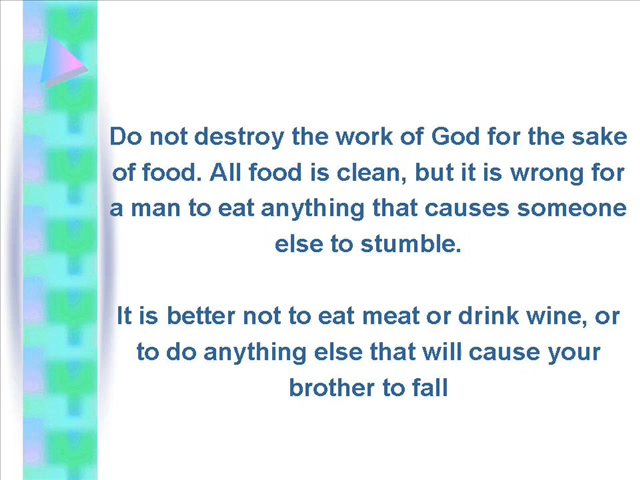 Do not destroy the work of God for the sake
of food. All food is clean, but it is wrong for
a man to eat anything that causes someone
else to stumble.
It is better not to eat meat or drink wine, or
to do anything else that will cause your
brother to fall